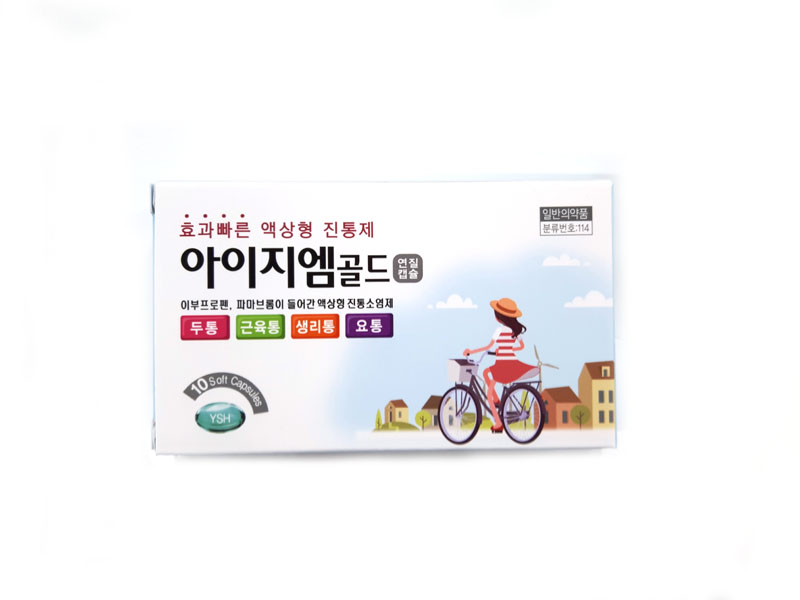 효과빠른 액상형 진통제
일반의약품
분류번호:114
아이지엠골드 연질캡슐
이부프로펜, 파마브롬이 들어간 액상형 진통소염제
두통 근육통 생리통 요통
10 Soft Capsules
YSH